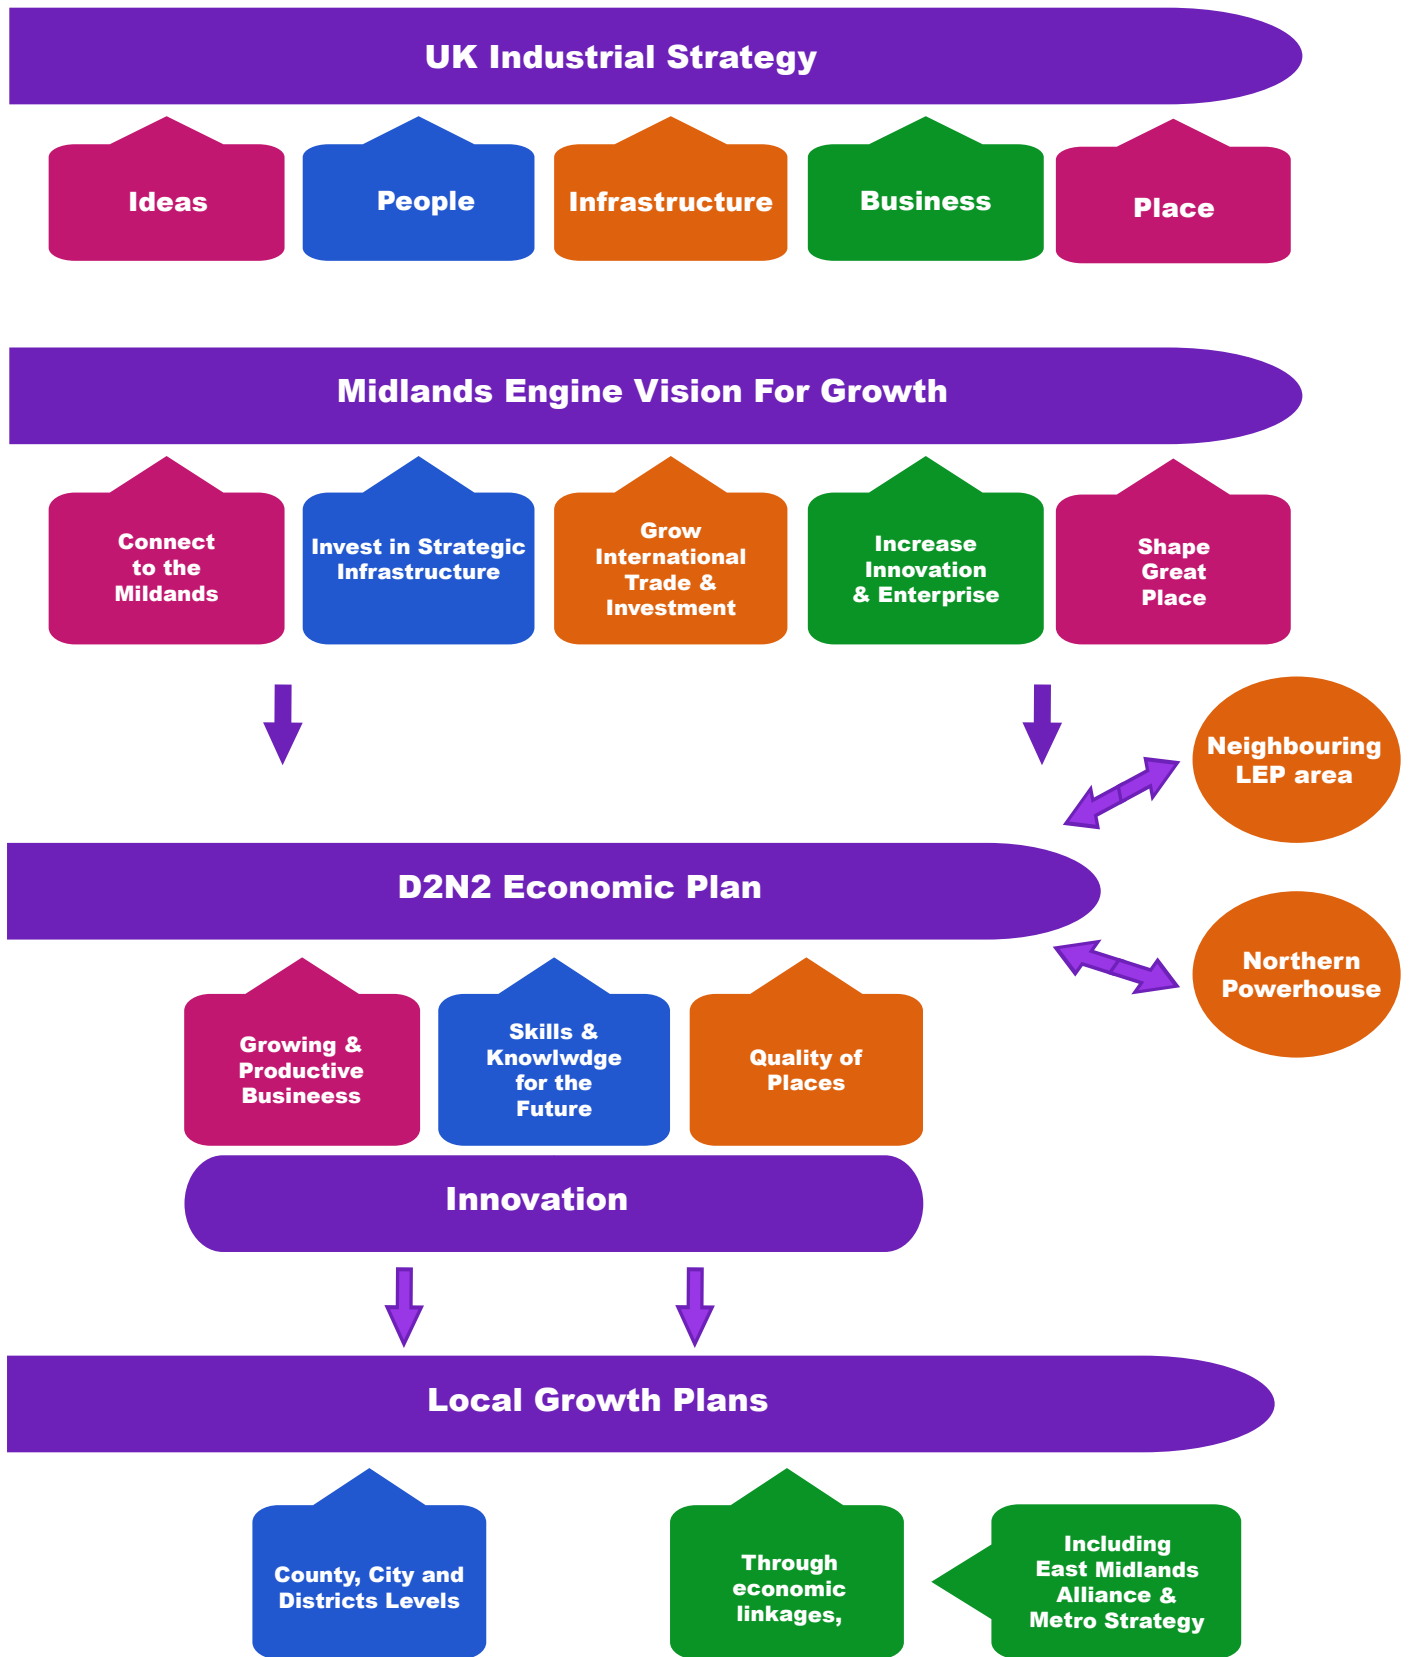 UK Industrial Strategy
Ideas
People
Infrastructure
Business
Place
Midlands Engine Vision For Growth
Connect
to the
Mildands
Invest in Strategic
Infrastructure
Grow
International
Trade &
Investment
Increase
Innovation
& Enterprise
Shape
Great
Place
Neighbouring
LEP area
D2N2 Economic Plan
Northern
Powerhouse
Growing &
Productive
Busineess
Skills &
Knowlwdge
for the
Future
Quality of
Places
Innovation
Local Growth Plans
County, City and
Districts Levels
Through
economic
linkages,
Including
East Midlands
Alliance &
Metro Strategy